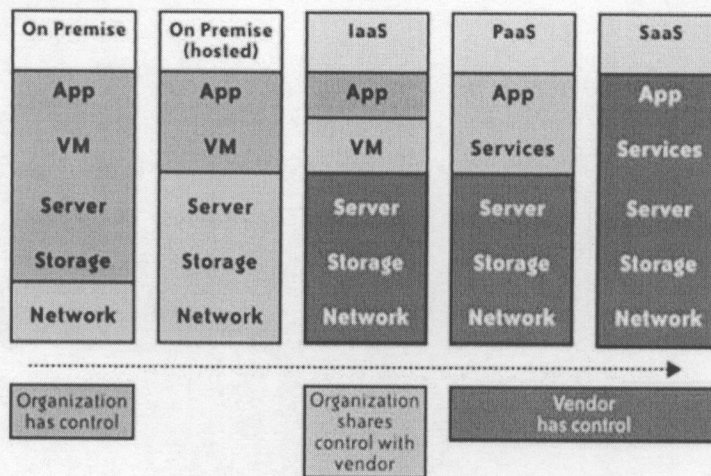 On Premise
App
VM
Server
Storage
Network
On Premise
(hosted)
App
VM
Server
Storage
Network
IaaS
App
VM
Server
Storage
Network
PaaS
App
Services
Server
Storage
Network
SaaS
App
Services
Server
Storage
Network
Organization
has control
Organization
shares
control with
vendor
Vendor
has control